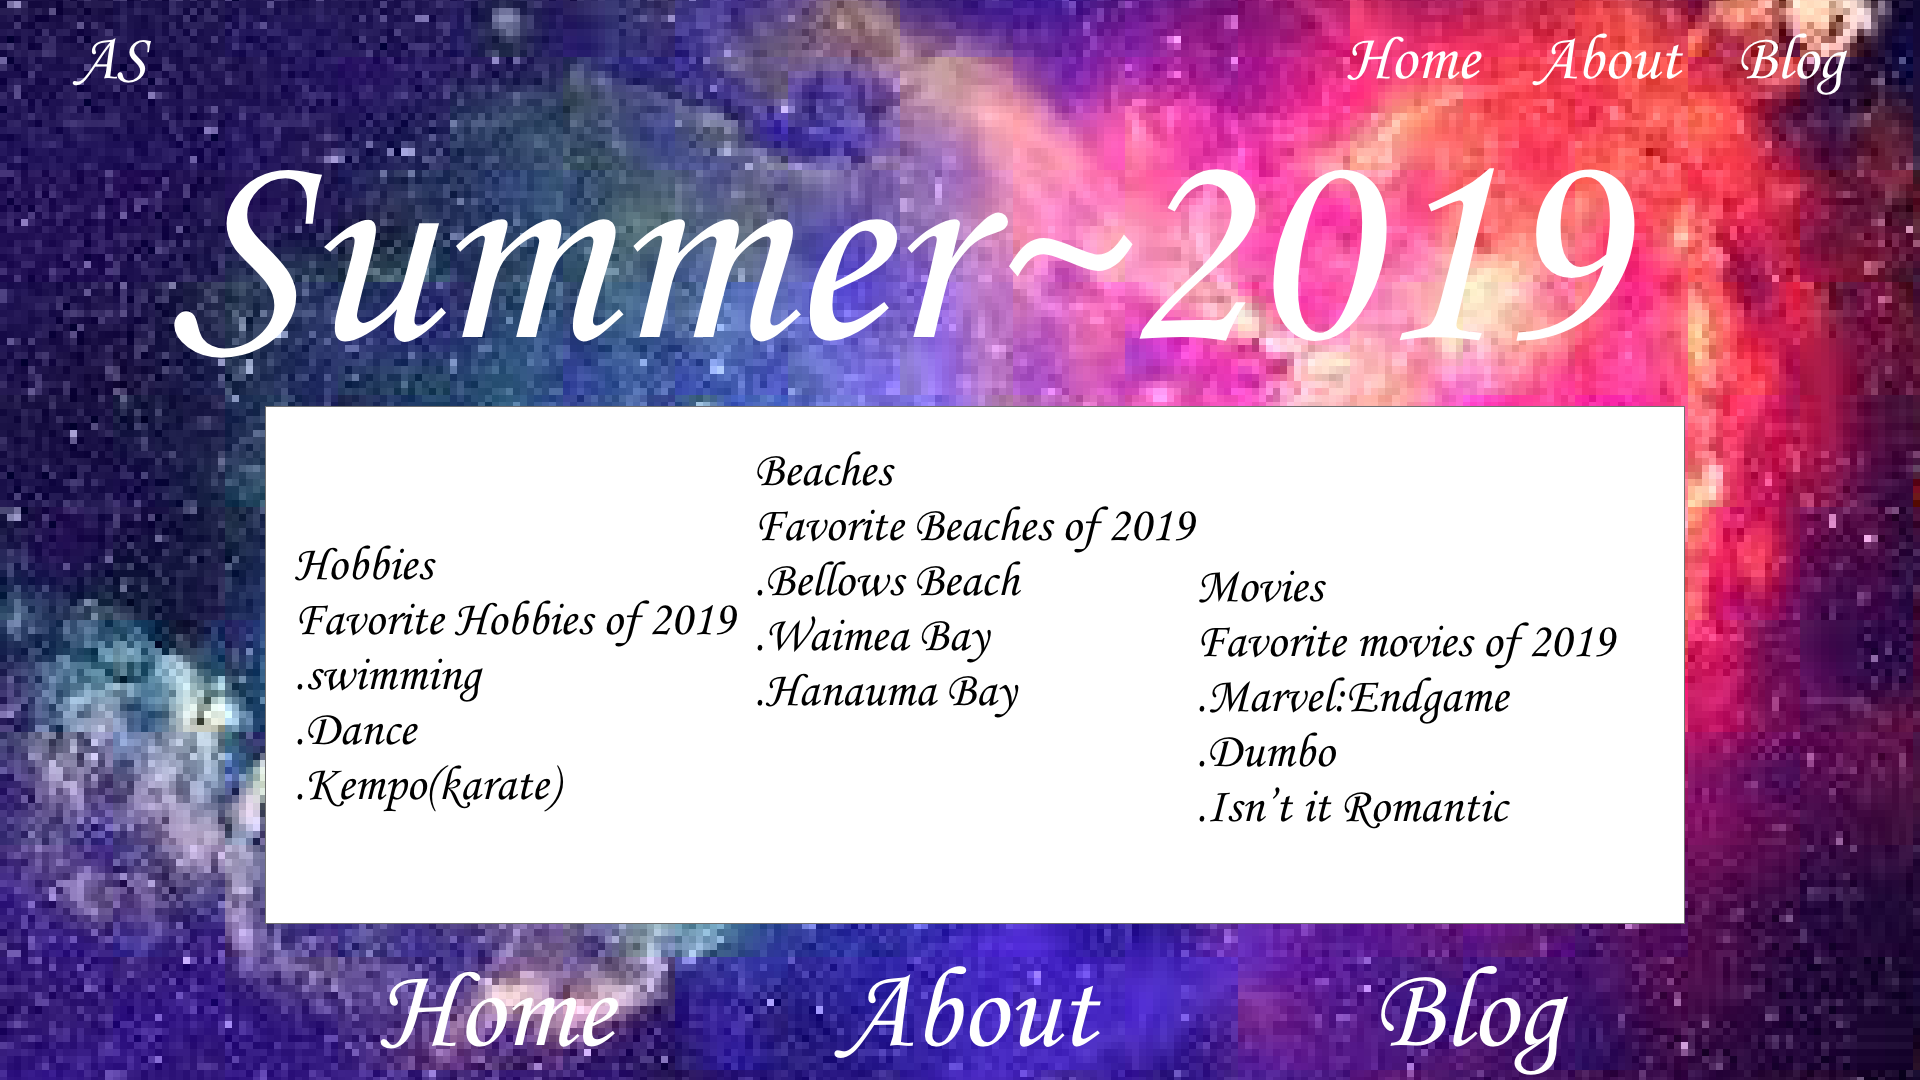 AS
Home About Blog
Summer~2019
Hobbies
Favorite Hobbies of 2019
.swimming
.Dance
.Kempo(karate)
Beaches
Favorite Beaches of 2019
.Bellows Beach
.Waimea Bay
.Hanauma Bay
Movies
Favorite movies of 2019
.Marvel:Endgame
.Dumbo
.Isn’t it Romantic
Home About Blog